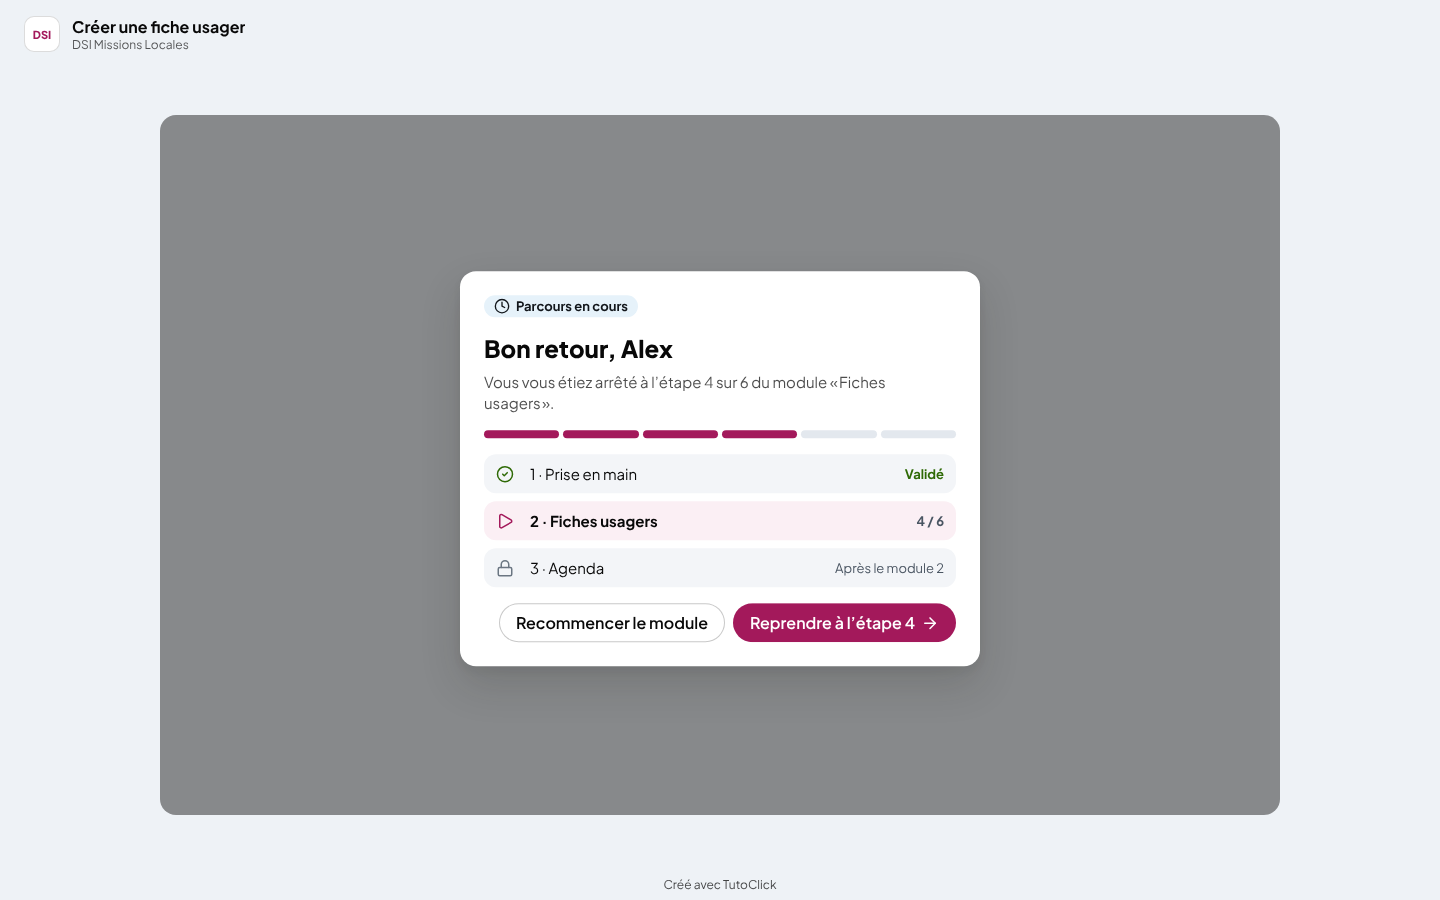 DSI
Créer une fiche usager
DSI Missions Locales
Parcours en cours
Bon retour, Alex
Vous vous étiez arrêté à l’étape 4 sur 6 du module « Fiches
usagers ».
1 · Prise en main
Validé
2 · Fiches usagers
4 / 6
3 · Agenda
Après le module 2
Recommencer le module
Reprendre à l’étape 4
Créé avec TutoClick